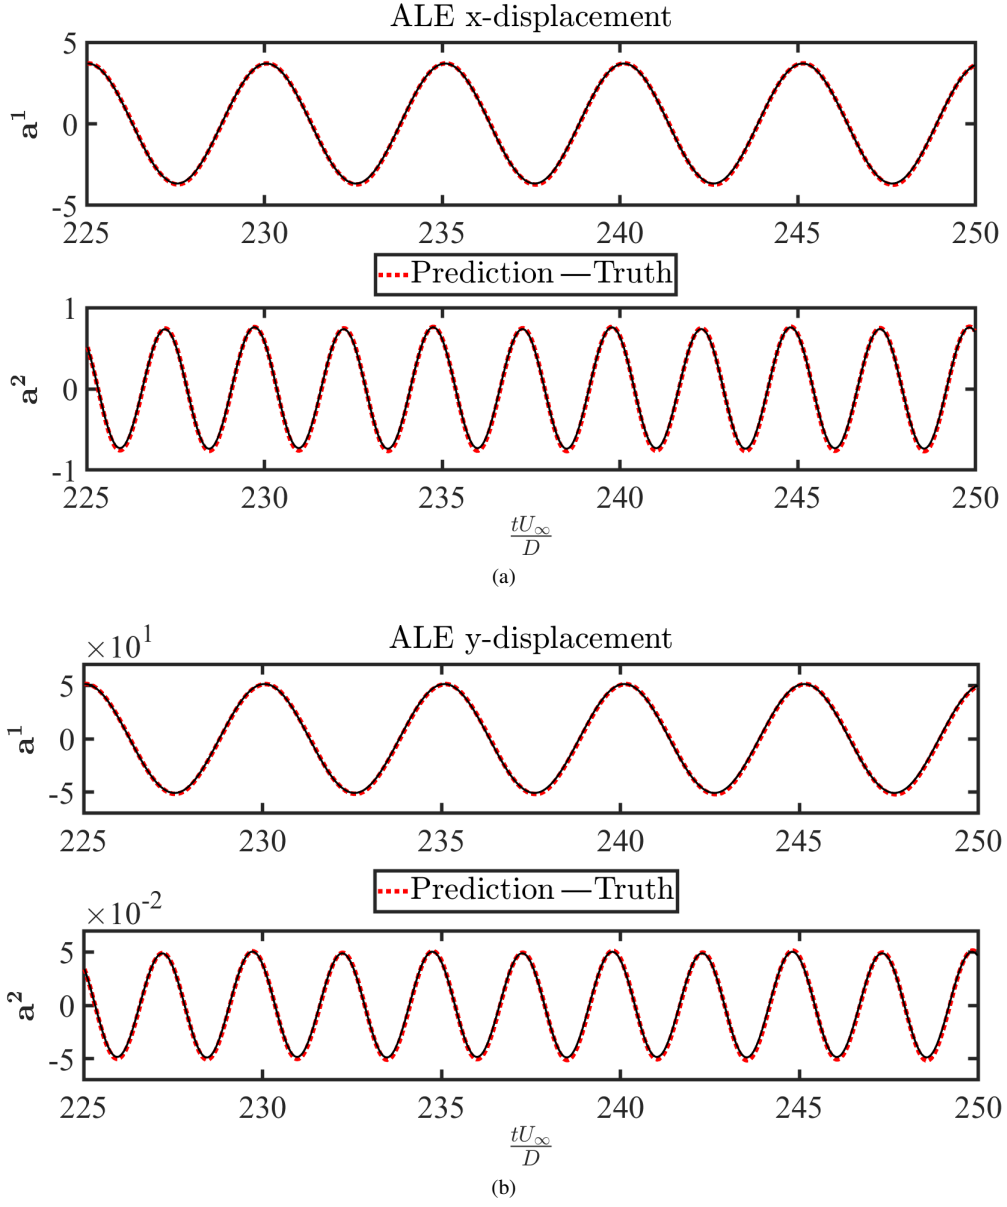 ALE x-displacement
5
0
-5
a¹
225 230 235 240 245 250
Prediction Truth
1
0
-1
a²
225 230 235 240 245 250
tU∞
D
(a)
ALE y-displacement
×10¹
5
0
-5
a¹
225 230 235 240 245 250
Prediction Truth
×10⁻²
5
0
-5
a²
225 230 235 240 245 250
tU∞
D
(b)